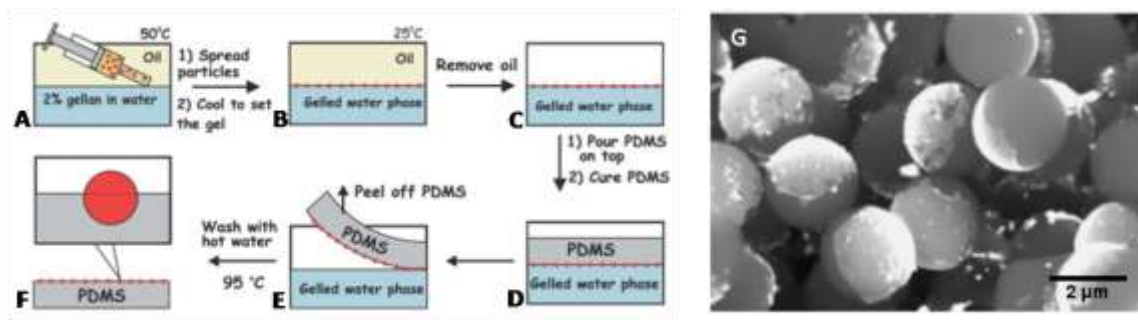 50°C
Oil
2% gellan in water
A
1) Spread
particles
2) Cool to set
the gel
25°C
Oil
Gelled water phase
B
Remove oil
Gelled water phase
C
1) Pour PDMS
on top
2) Cure PDMS
PDMS
Gelled water phase
D
Peel off PDMS
PDMS
Gelled water phase
E
Wash with
hot water
95 °C
PDMS
F
G
2 μm